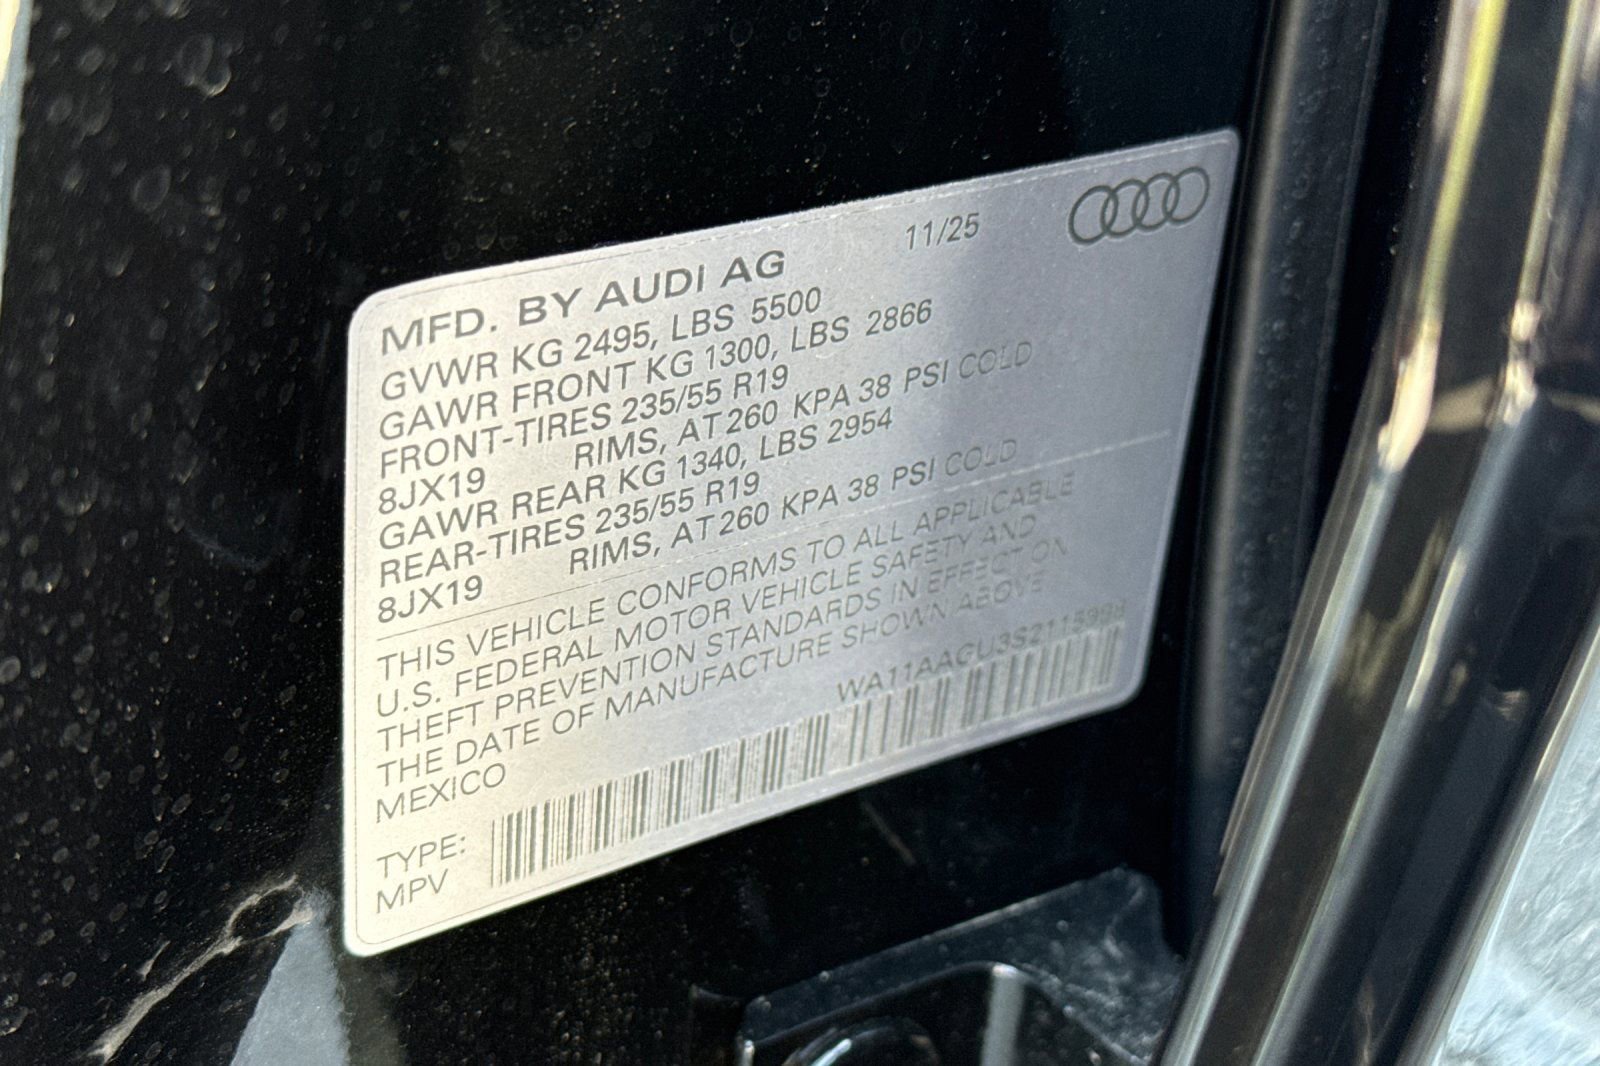 MFD. BY AUDI AG 11/25
GVWR KG 2495, LBS 5500
GAWR FRONT KG 1300, LBS 2866
FRONT-TIRES 235/55 R19
8JX19 RIMS, AT 260 KPA 38 PSI COLD
GAWR REAR KG 1340, LBS 2954
REAR-TIRES 235/55 R19
8JX19 RIMS, AT 260 KPA 38 PSI COLD
THIS VEHICLE CONFORMS TO ALL APPLICABLE
U.S. FEDERAL MOTOR VEHICLE SAFETY AND
THEFT PREVENTION STANDARDS IN EFFECT ON
THE DATE OF MANUFACTURE SHOWN ABOVE
MEXICO
TYPE:
MPV